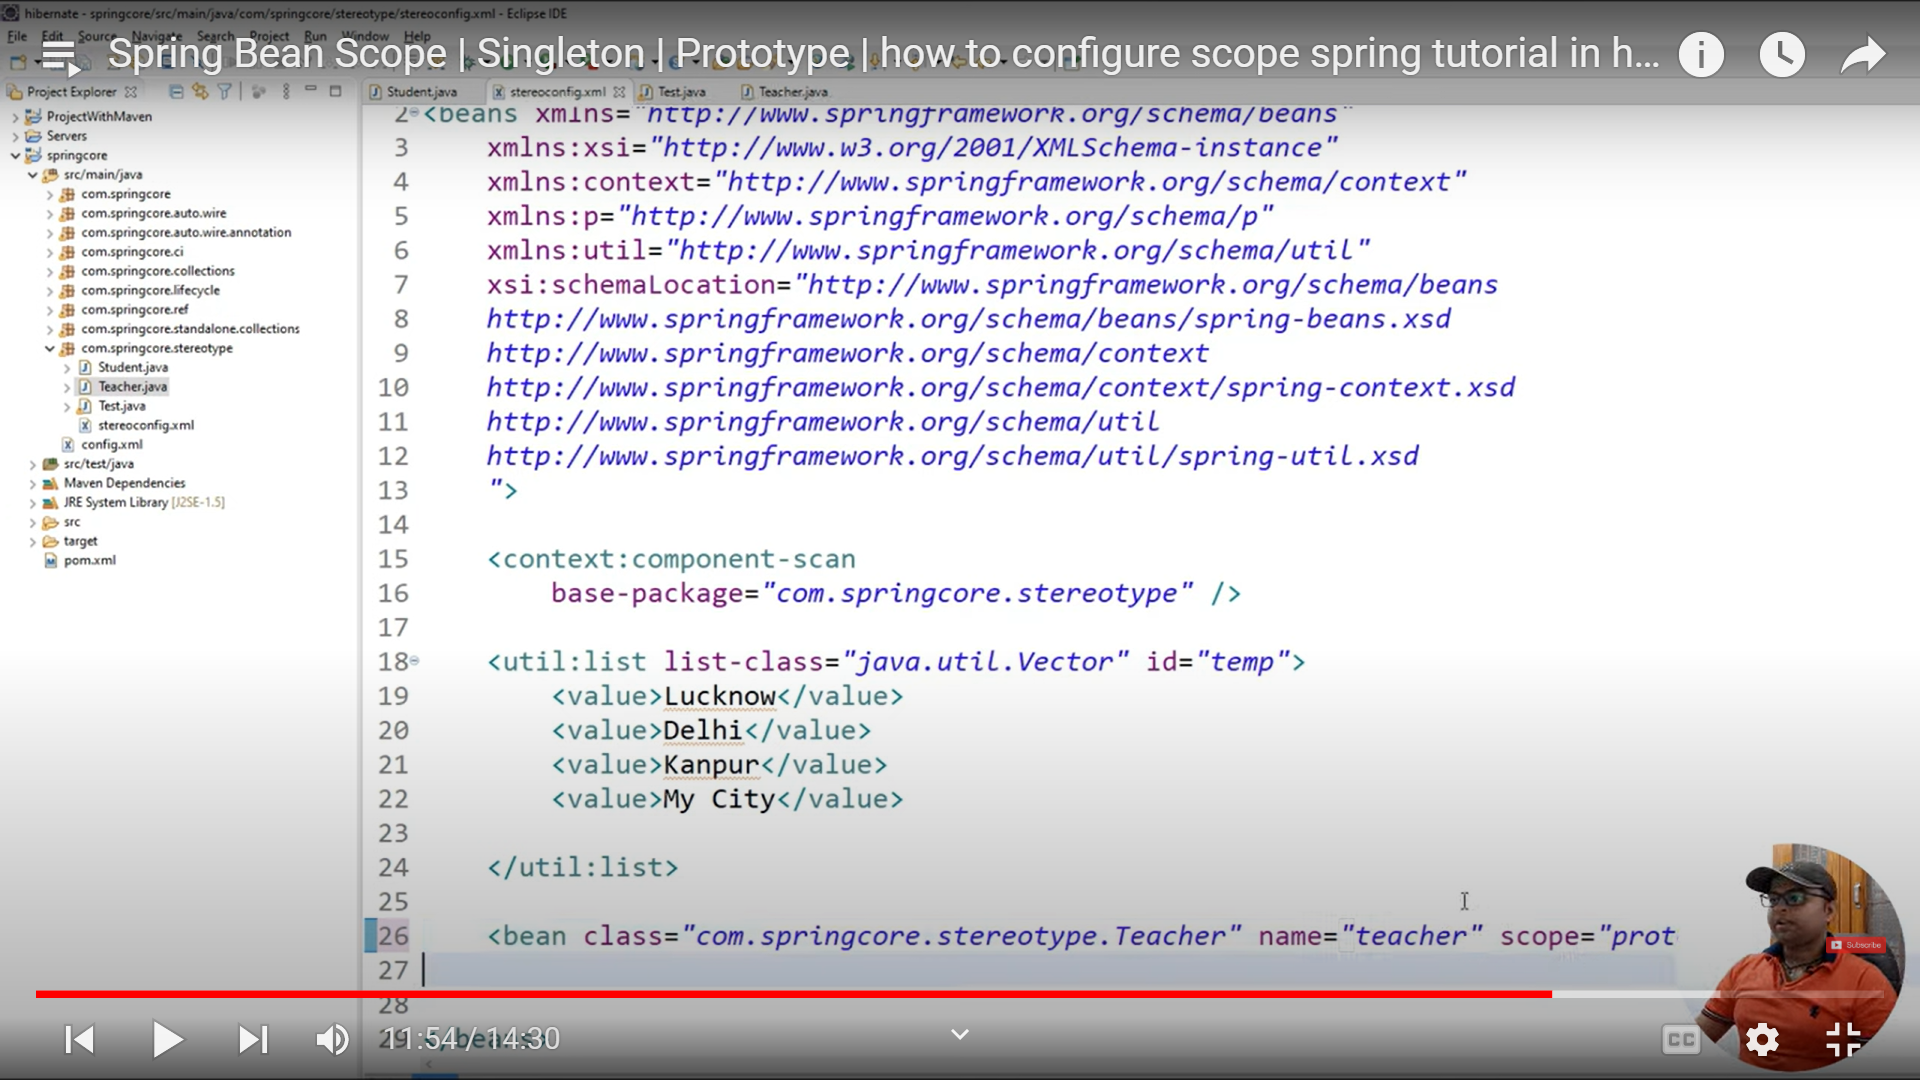 hibernate - springcore/src/main/java/com/springcore/stereotype/stereoconfig.xml - Eclipse IDE
File Edit Source Navigate Search Project Run Window Help
Spring Bean Scope | Singleton | Prototype | how to configure scope spring tutorial in h...
Project Explorer
Student.java stereoconfig.xml Test.java Teacher.java
ProjectWithMaven
Servers
springcore
src/main/java
com.springcore
com.springcore.auto.wire
com.springcore.auto.wire.annotation
com.springcore.ci
com.springcore.collections
com.springcore.lifecycle
com.springcore.ref
com.springcore.standalone.collections
com.springcore.stereotype
Student.java
Teacher.java
Test.java
stereoconfig.xml
config.xml
src/test/java
Maven Dependencies
JRE System Library [J2SE-1.5]
src
target
pom.xml
2 <beans xmlns="http://www.springframework.org/schema/beans"
3 xmlns:xsi="http://www.w3.org/2001/XMLSchema-instance"
4 xmlns:context="http://www.springframework.org/schema/context"
5 xmlns:p="http://www.springframework.org/schema/p"
6 xmlns:util="http://www.springframework.org/schema/util"
7 xsi:schemaLocation="http://www.springframework.org/schema/beans
8 http://www.springframework.org/schema/beans/spring-beans.xsd
9 http://www.springframework.org/schema/context
10 http://www.springframework.org/schema/context/spring-context.xsd
11 http://www.springframework.org/schema/util
12 http://www.springframework.org/schema/util/spring-util.xsd
13 ">
14
15 <context:component-scan
16 base-package="com.springcore.stereotype" />
17
18 <util:list list-class="java.util.Vector" id="temp">
19 <value>Lucknow</value>
20 <value>Delhi</value>
21 <value>Kanpur</value>
22 <value>My City</value>
23
24 </util:list>
25
26 <bean class="com.springcore.stereotype.Teacher" name="teacher" scope="prot
27
28
29 </beans>
Subscribe
11:54 / 14:30
CC